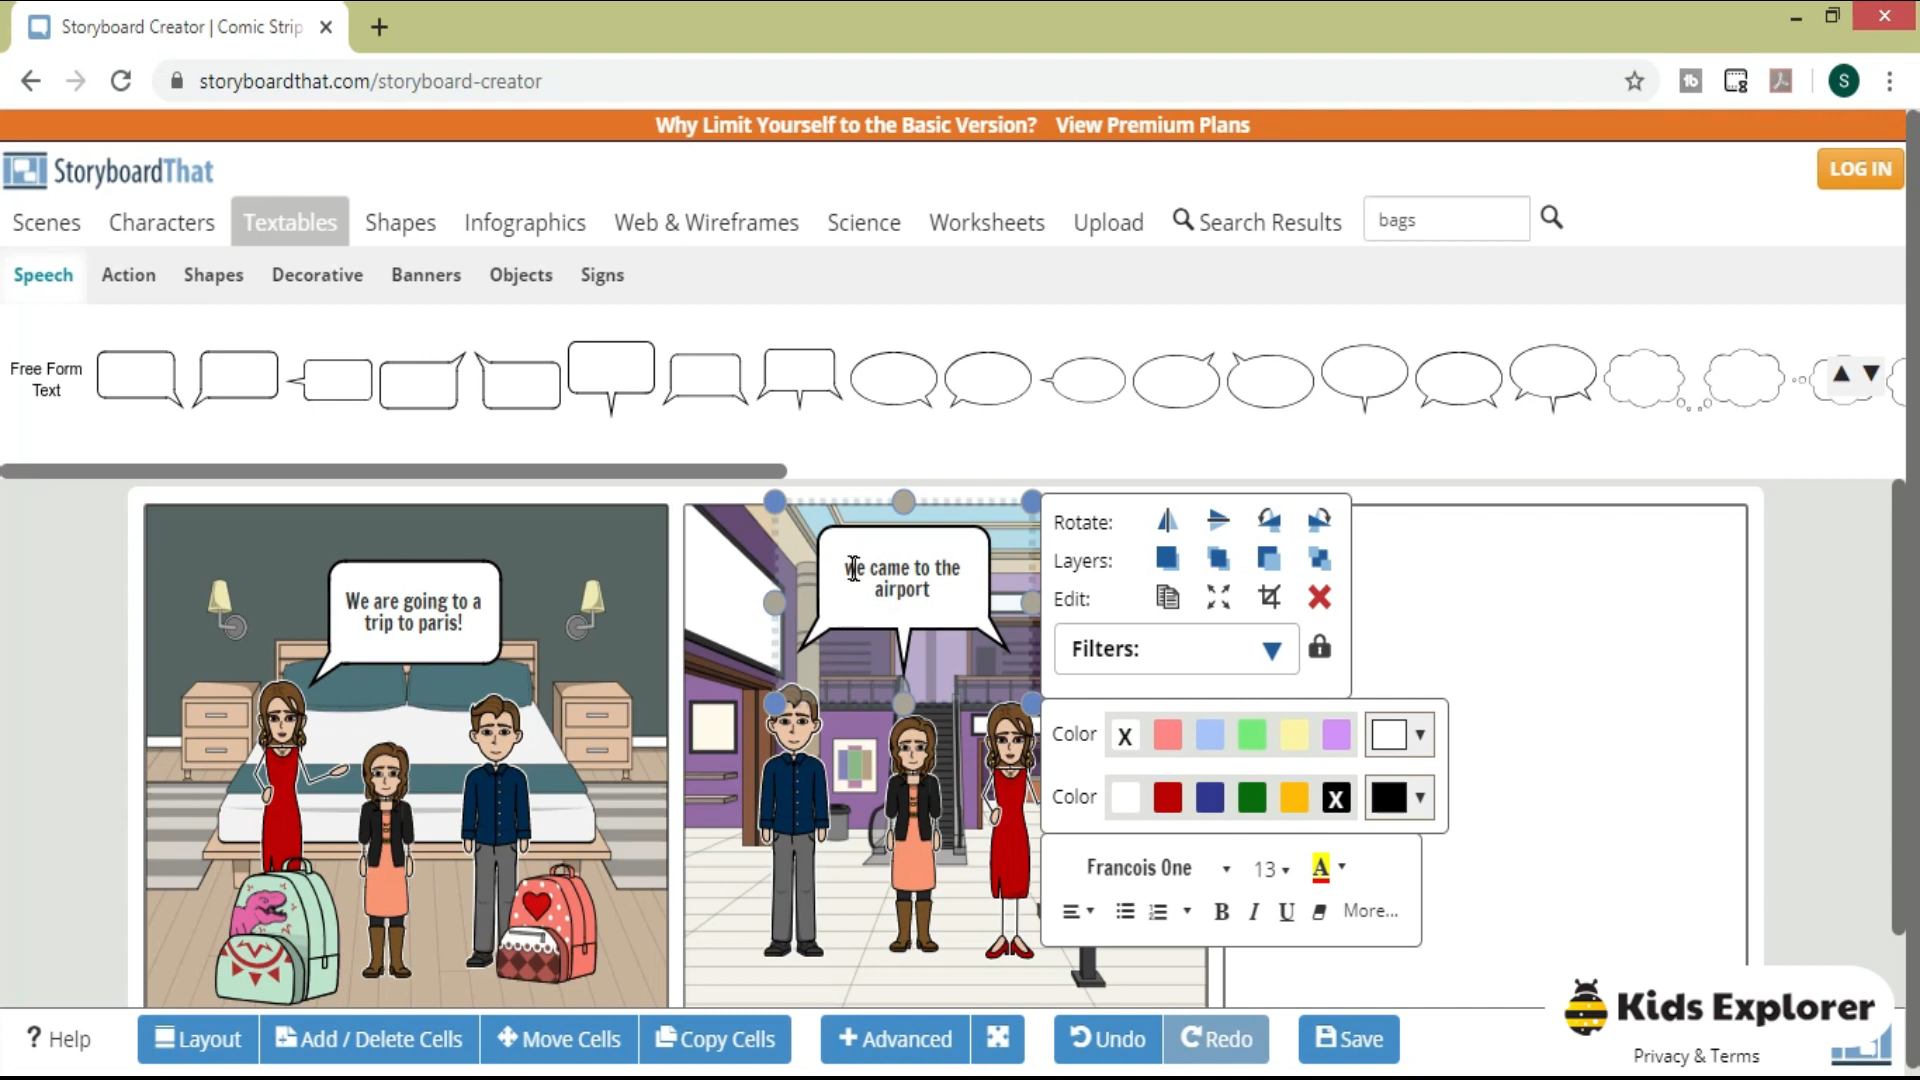 Storyboard Creator | Comic Strip
storyboardthat.com/storyboard-creator
S
Why Limit Yourself to the Basic Version? View Premium Plans
StoryboardThat
LOG IN
Scenes Characters Textables Shapes Infographics Web & Wireframes Science Worksheets Upload Search Results bags
Speech Action Shapes Decorative Banners Objects Signs
Free Form
Text
We are going to a
trip to paris!
we came to the
airport
Rotate:
Layers:
Edit:
Filters:
Color X
Color X
Francois One 13 A
B I U More...
Kids Explorer
? Help Layout Add / Delete Cells Move Cells Copy Cells Advanced Undo Redo Save
Privacy & Terms